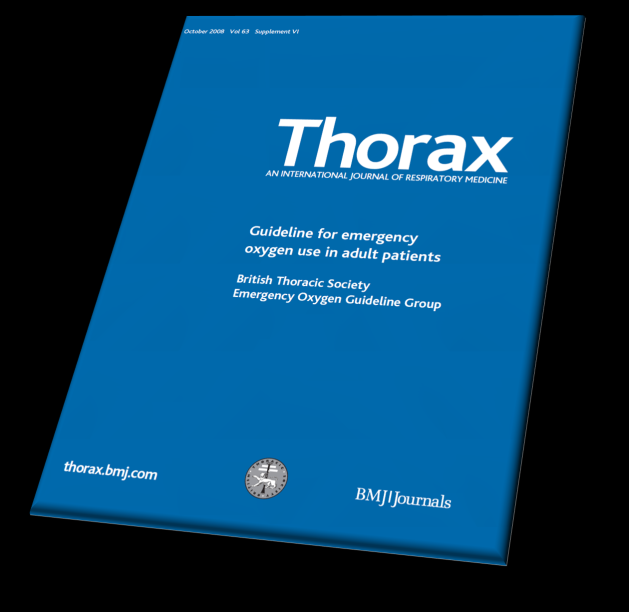 October 2008 Vol 63 Supplement VI
Thorax
AN INTERNATIONAL JOURNAL OF RESPIRATORY MEDICINE
Guideline for emergency
oxygen use in adult patients
British Thoracic Society
Emergency Oxygen Guideline Group
thorax.bmj.com
BMJ|Journals